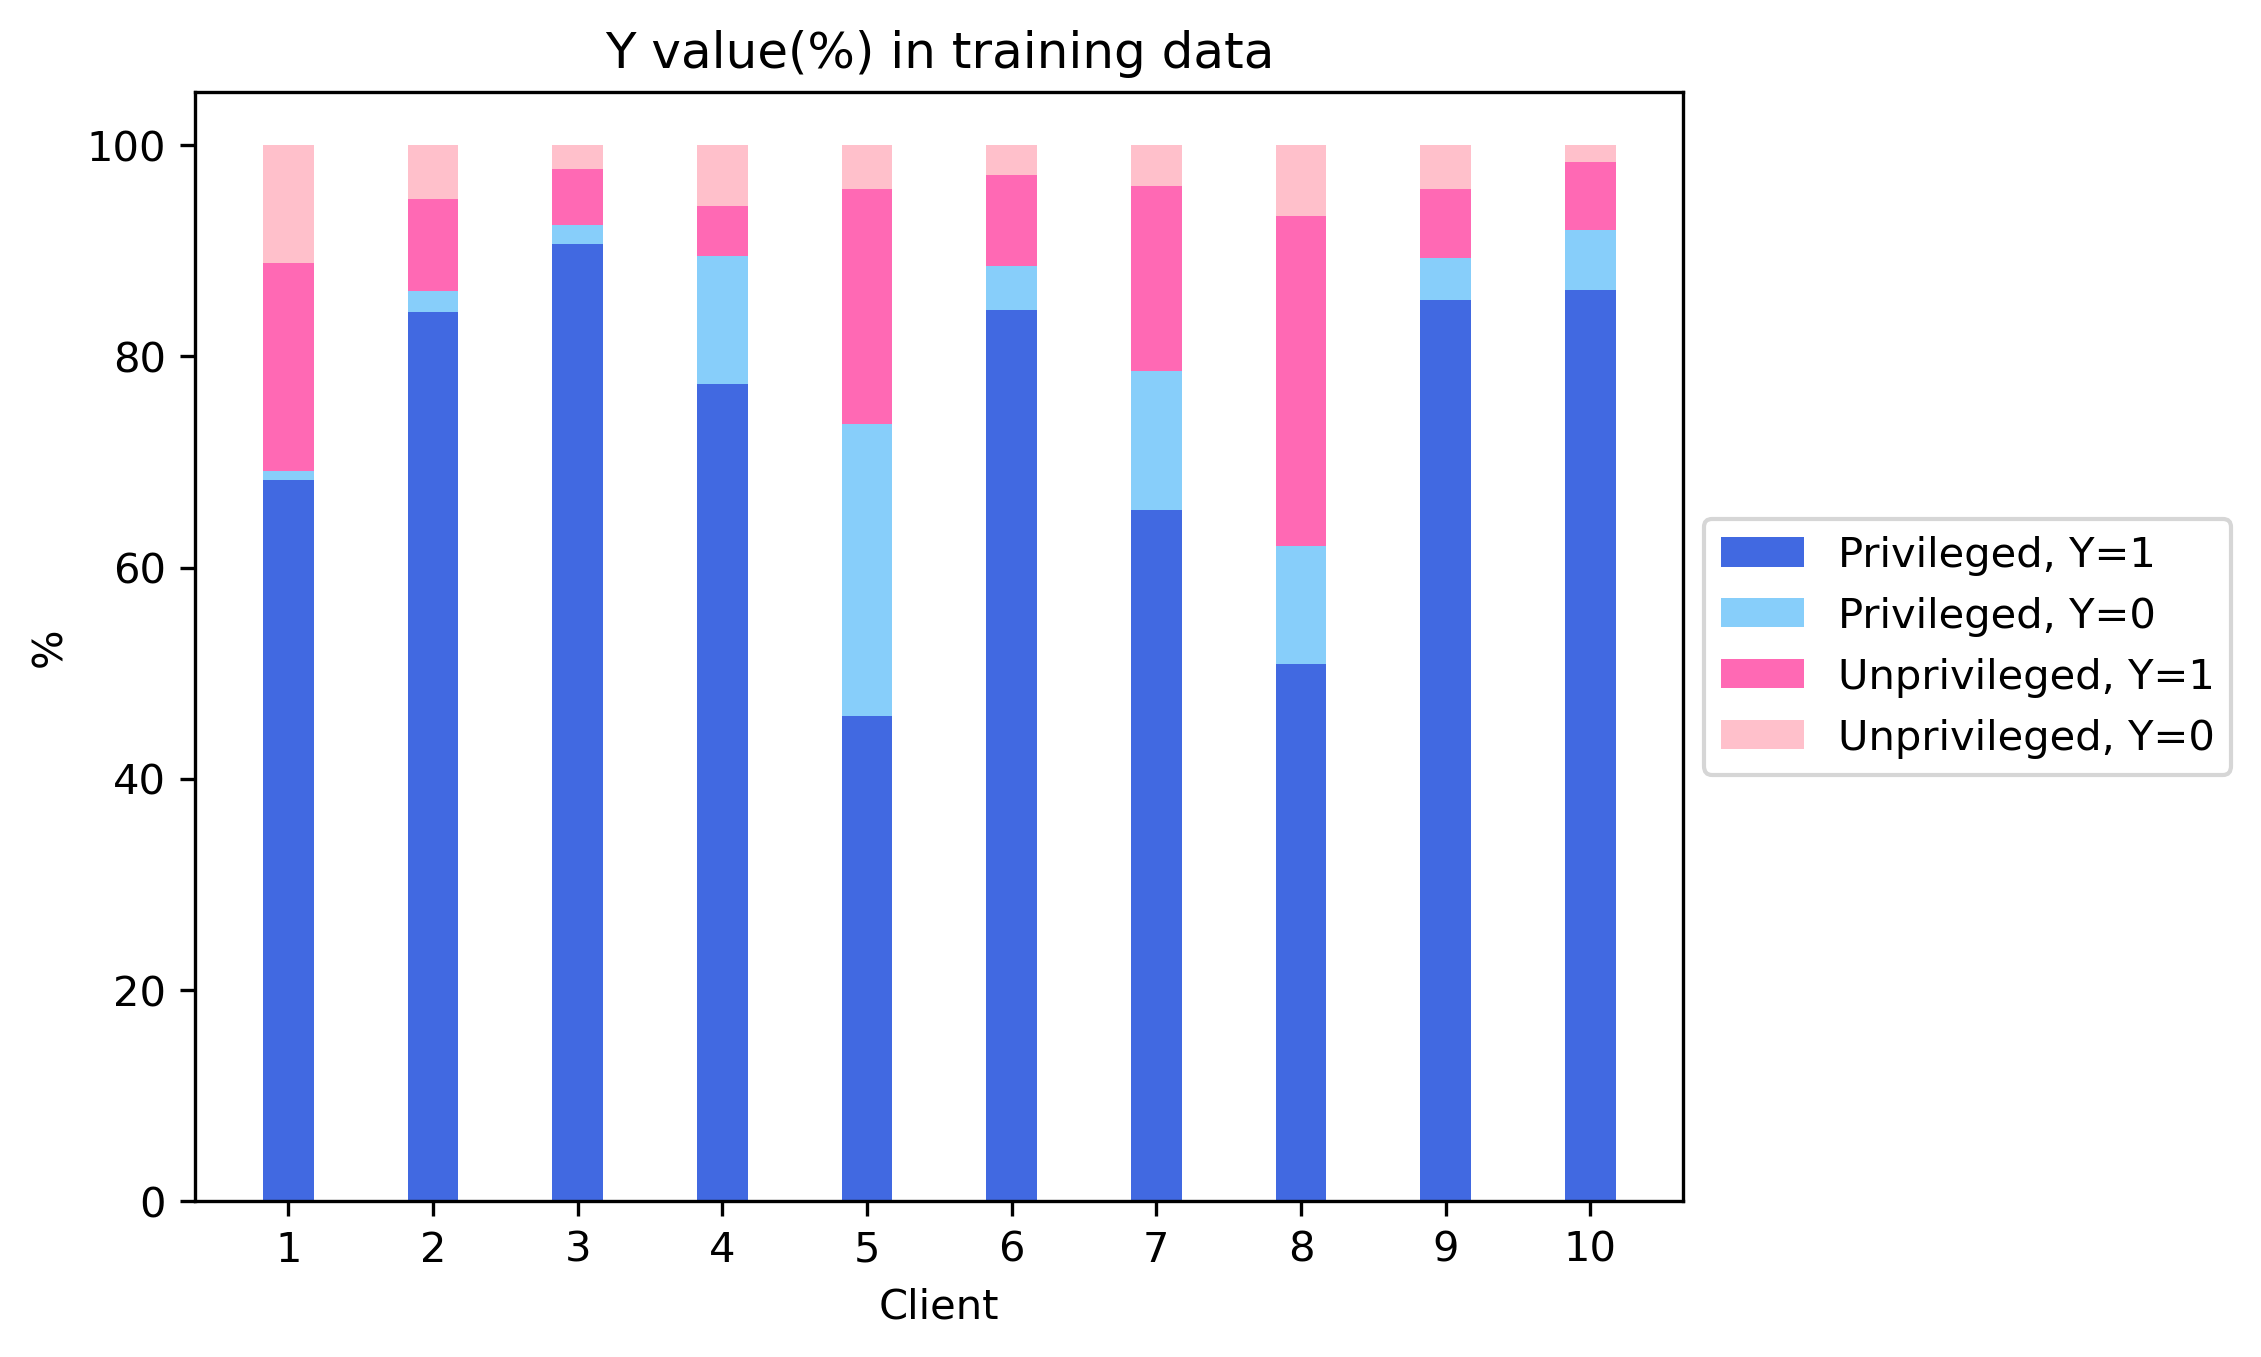 Y value(%) in training data
100
80
60
40
20
0
%
1 2 3 4 5 6 7 8 9 10
Client
Privileged, Y=1
Privileged, Y=0
Unprivileged, Y=1
Unprivileged, Y=0